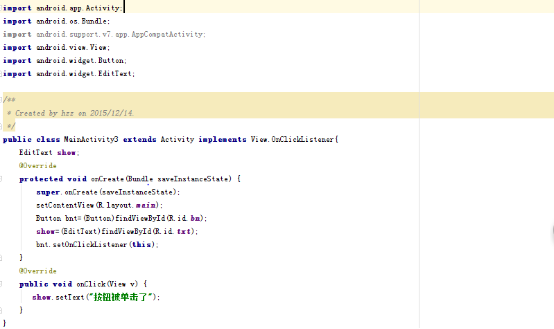 import android.app.Activity;
import android.os.Bundle;
import android.support.v7.app.AppCompatActivity;
import android.view.View;
import android.widget.Button;
import android.widget.EditText;
/**
 * Created by hzz on 2015/12/14.
 */
public class MainActivity3 extends Activity implements View.OnClickListener{
    EditText show;
    @Override
    protected void onCreate(Bundle saveInstanceState) {
        super.onCreate(saveInstanceState);
        setContentView(R.layout.main);
        Button bnt=(Button)findViewById(R.id.bn);
        show=(EditText)findViewById(R.id.txt);
        bnt.setOnClickListener(this);
    }
    @Override
    public void onClick(View v) {
       show.setText("按钮被单击了");
    }
}